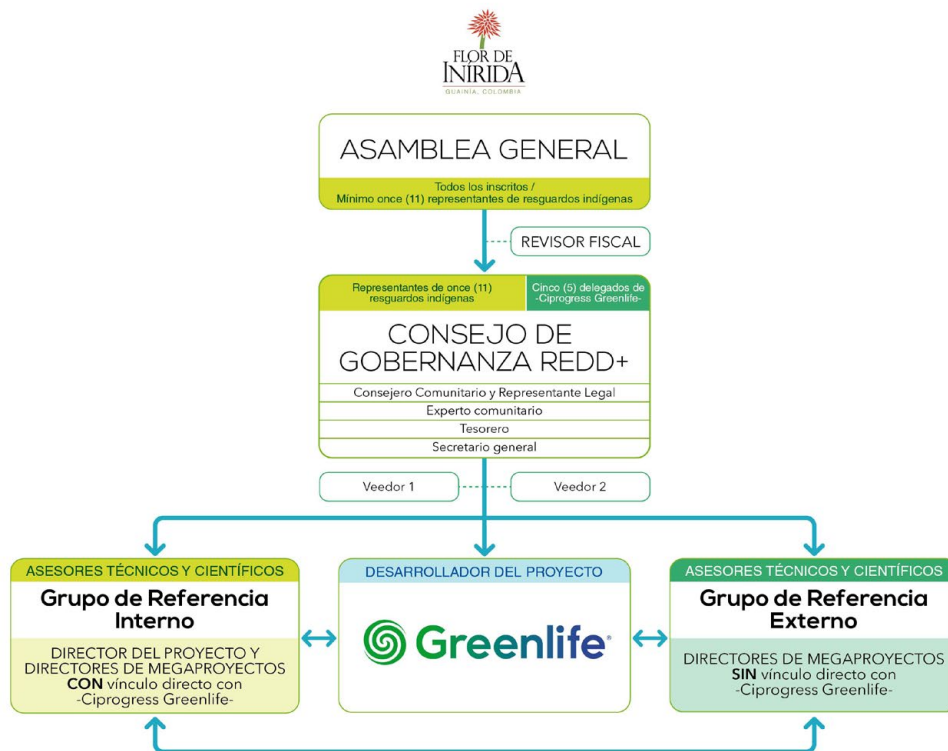 FLOR DE
INÍRIDA
GUAINÍA, COLOMBIA
ASAMBLEA GENERAL
Todos los inscritos /
Mínimo once (11) representantes de resguardos indígenas
REVISOR FISCAL
Representantes de once (11)
resguardos indígenas
Cinco (5) delegados de
-Ciprogress Greenlife-
CONSEJO DE
GOBERNANZA REDD+
Consejero Comunitario y Representante Legal
Experto comunitario
Tesorero
Secretario general
Veedor 1
Veedor 2
ASESORES TÉCNICOS Y CIENTÍFICOS
Grupo de Referencia
Interno
DIRECTOR DEL PROYECTO Y
DIRECTORES DE MEGAPROYECTOS
CON vínculo directo con
-Ciprogress Greenlife-
DESARROLLADOR DEL PROYECTO
Greenlife®
ASESORES TÉCNICOS Y CIENTÍFICOS
Grupo de Referencia
Externo
DIRECTORES DE MEGAPROYECTOS
SIN vínculo directo con
-Ciprogress Greenlife-